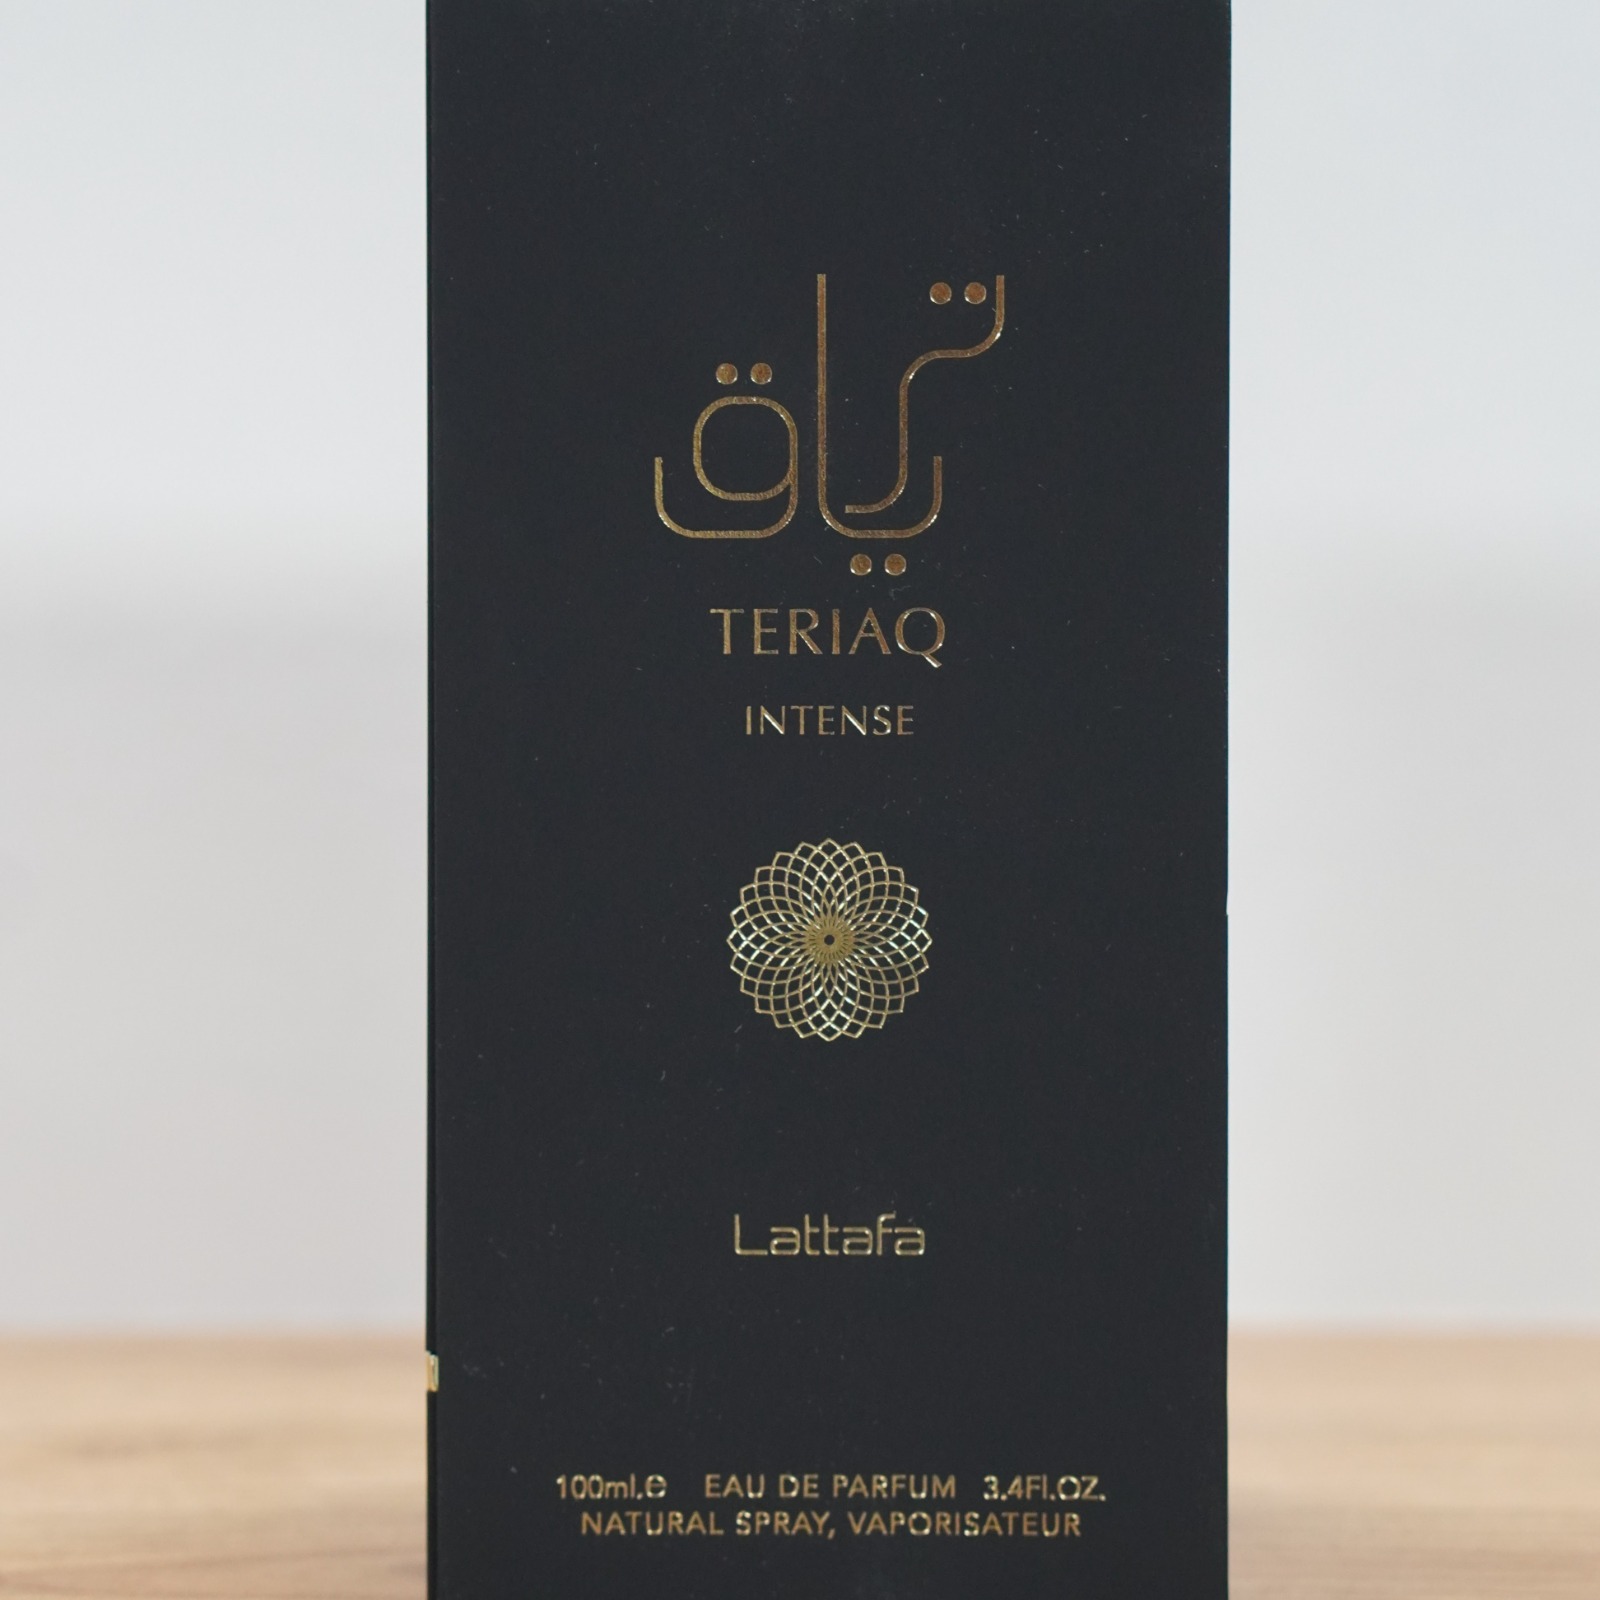 ترياق
TERIAQ
INTENSE
Lattafa
100ml.e EAU DE PARFUM 3.4Fl.OZ.
NATURAL SPRAY, VAPORISATEUR